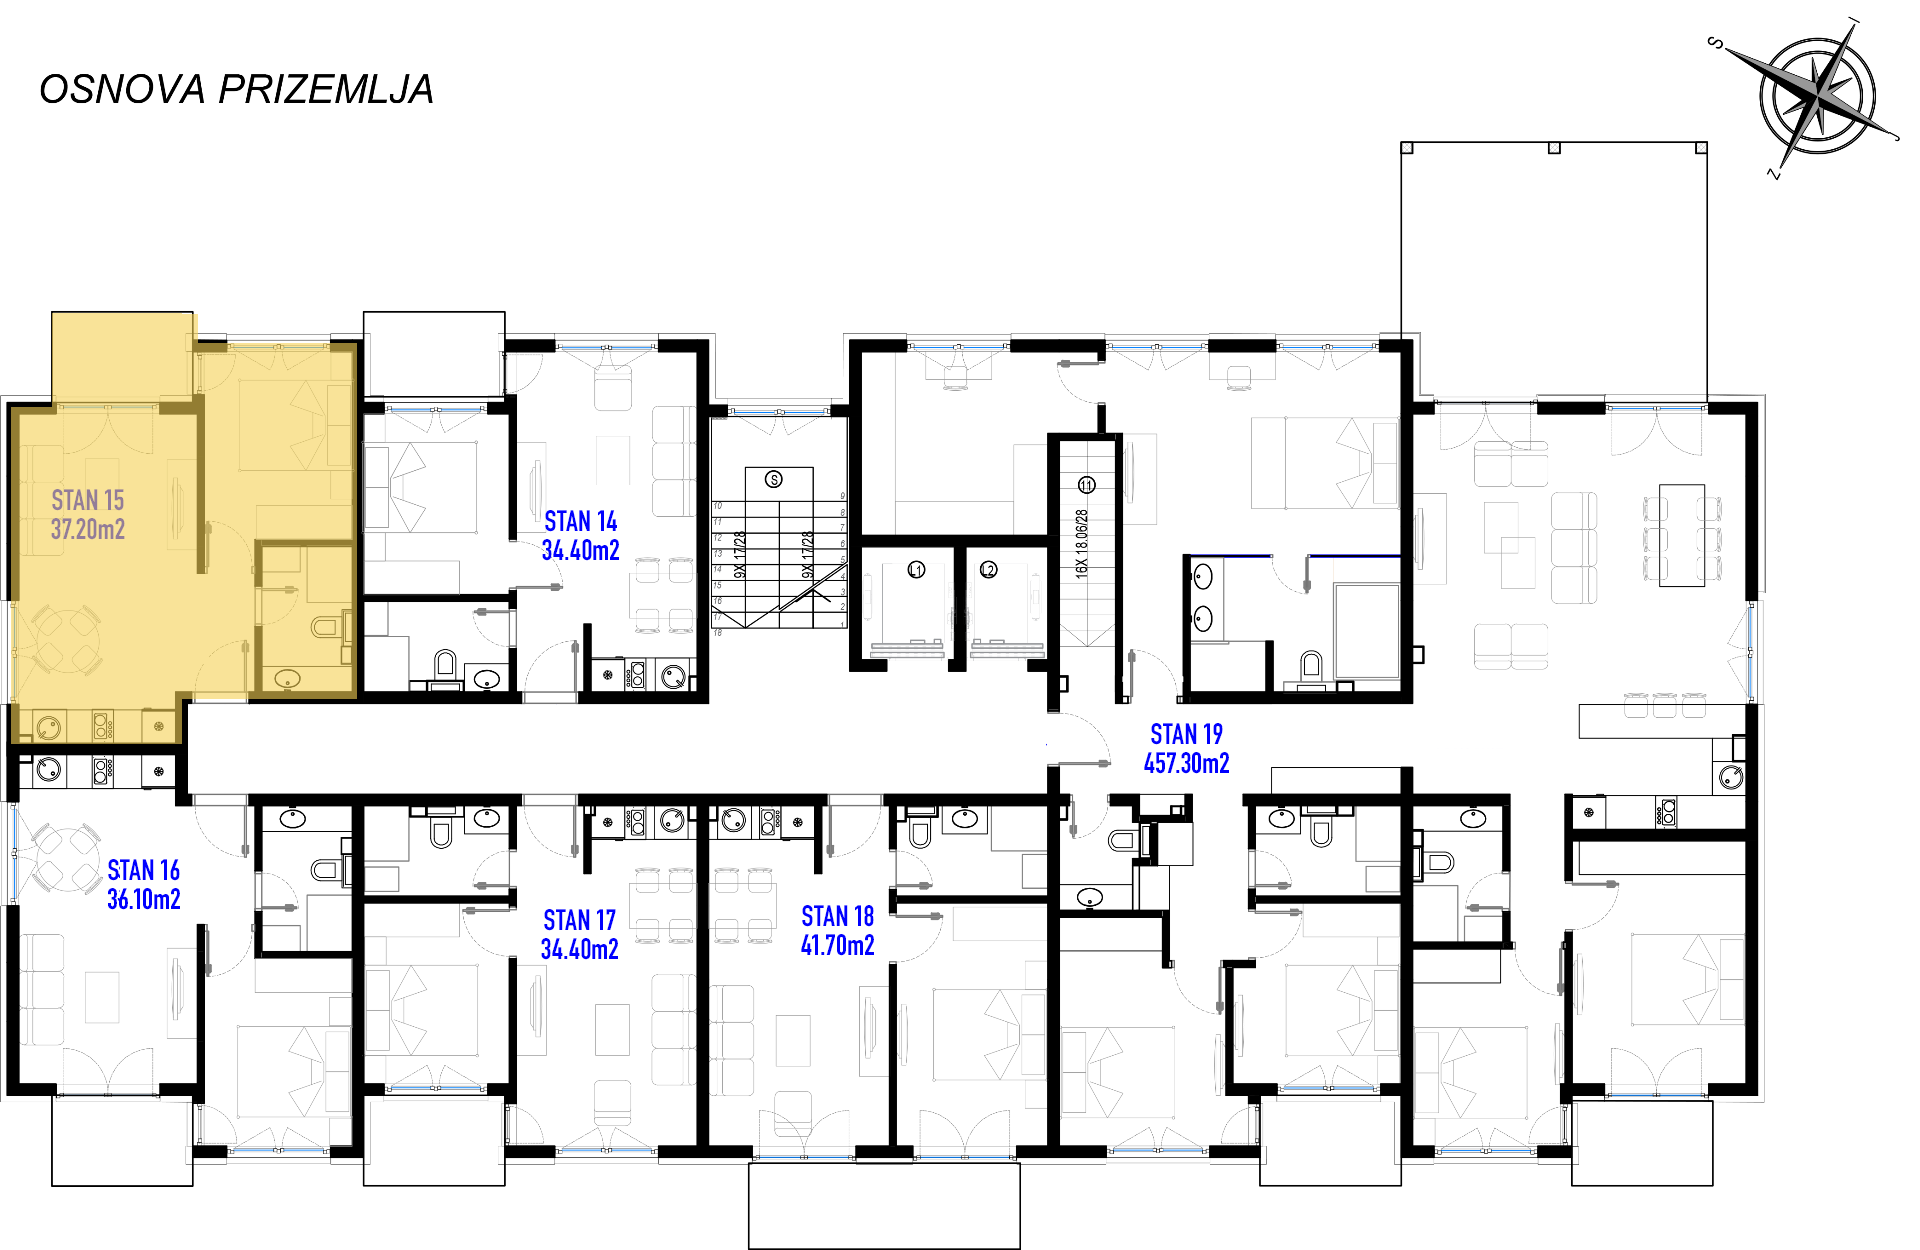 OSNOVA PRIZEMLJA
I
S
J
Z
STAN 15
37.20m2
STAN 14
34.40m2
S
9X 17/28
9X 17/28
10
11
12
13
14
15
16
17
18
9
8
7
6
5
4
3
2
1
L1
L2
11
16X 18.06/28
STAN 19
457.30m2
STAN 16
36.10m2
STAN 17
34.40m2
STAN 18
41.70m2